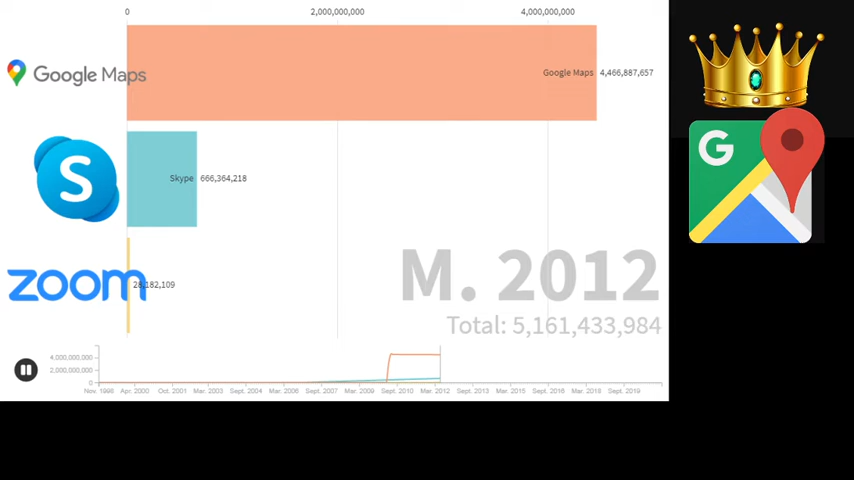 0 2,000,000,000 4,000,000,000
Google Maps
Google Maps 4,466,887,657
S
Skype 666,364,218
zoom
28,182,109
M. 2012
Total: 5,161,433,984
G
4,000,000,000
2,000,000,000
0
Nov. 1998 Apr. 2000 Oct. 2001 Mar. 2003 Sept. 2004 Mar. 2006 Sept. 2007 Mar. 2009 Sept. 2010 Mar. 2012 Sept. 2013 Mar. 2015 Sept. 2016 Mar. 2018 Sept. 2019